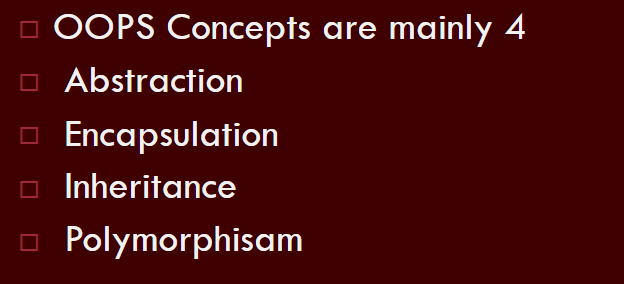 OOPS Concepts are mainly 4
Abstraction
Encapsulation
Inheritance
Polymorphisam